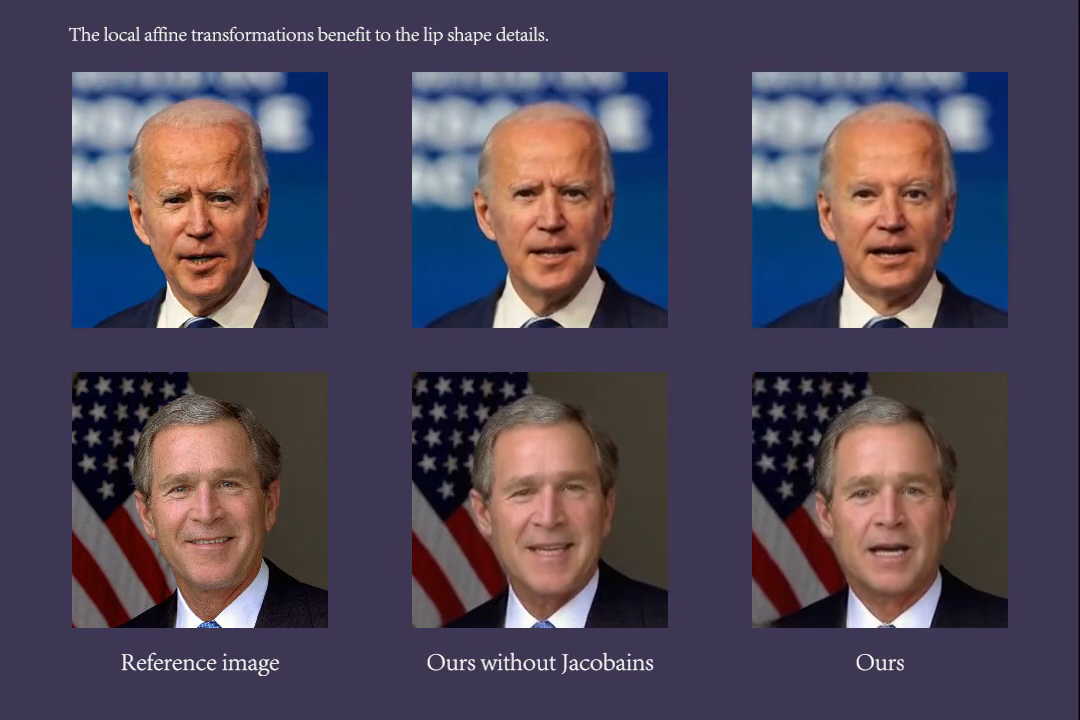 The local affine transformations benefit to the lip shape details.
Reference image
Ours without Jacobains
Ours